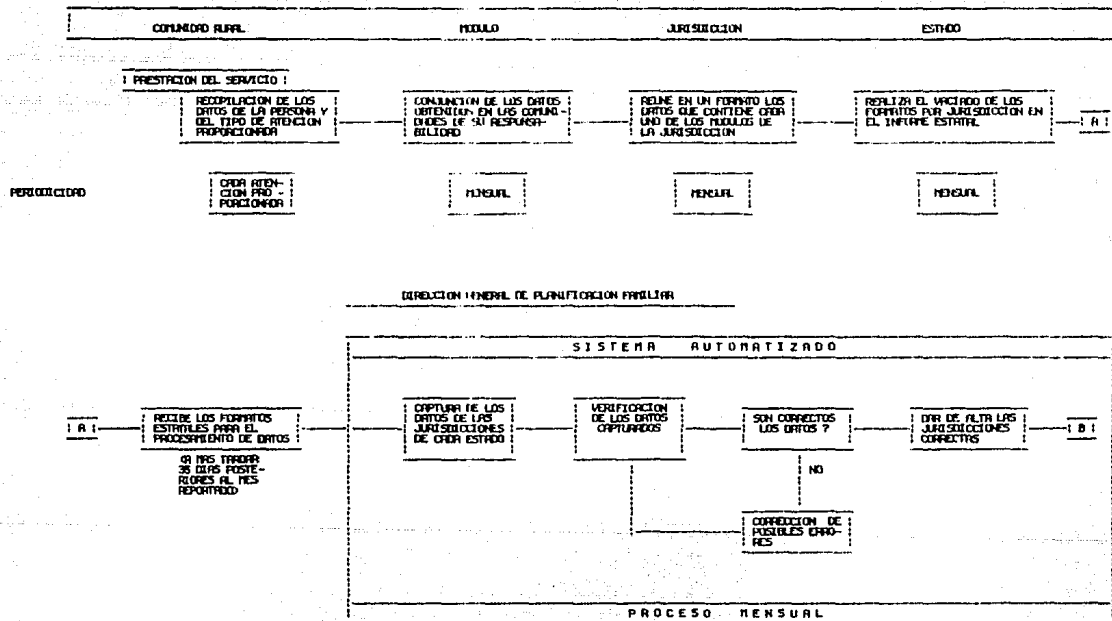 COMUNIDAD RURAL MODULO JURISDICCION ESTADO
PRESTACION DEL SERVICIO
RECOPILACION DE LOS
DATOS DE LA PERSONA Y
DEL TIPO DE ATENCION
PROPORCIONADA
CONJUNCION DE LOS DATOS
OBTENIDOS EN LAS COMUNI-
DADES DE SU RESPONSA-
BILIDAD
REUNE EN UN FORMATO LOS
DATOS QUE CONTIENE CADA
UNO DE LOS MODULOS DE
LA JURISDICCION
REALIZA EL VACIADO DE LOS
FORMATOS POR JURISDICCION EN
EL INFORME ESTATAL
A
PERIODICIDAD
CADA ATEN-
CION PRO -
PORCIONADA
MENSUAL
MENSUAL
MENSUAL
DIRECCION GENERAL DE PLANIFICACION FAMILIAR
SISTEMA AUTOMATIZADO
A
RECIBE LOS FORMATOS
ESTATALES PARA EL
PROCESAMIENTO DE DATOS
(A MAS TARDAR
35 DIAS POSTE-
RIORES AL MES
REPORTADO)
CAPTURA DE LOS
DATOS DE LAS
JURISDICCIONES
DE CADA ESTADO
VERIFICACION
DE LOS DATOS
CAPTURADOS
SON CORRECTOS
LOS DATOS ?
DAR DE ALTA LAS
JURISDICCIONES
CORRECTAS
B
NO
CORRECCION DE
POSIBLES ERRO-
RES
PROCESO MENSUAL